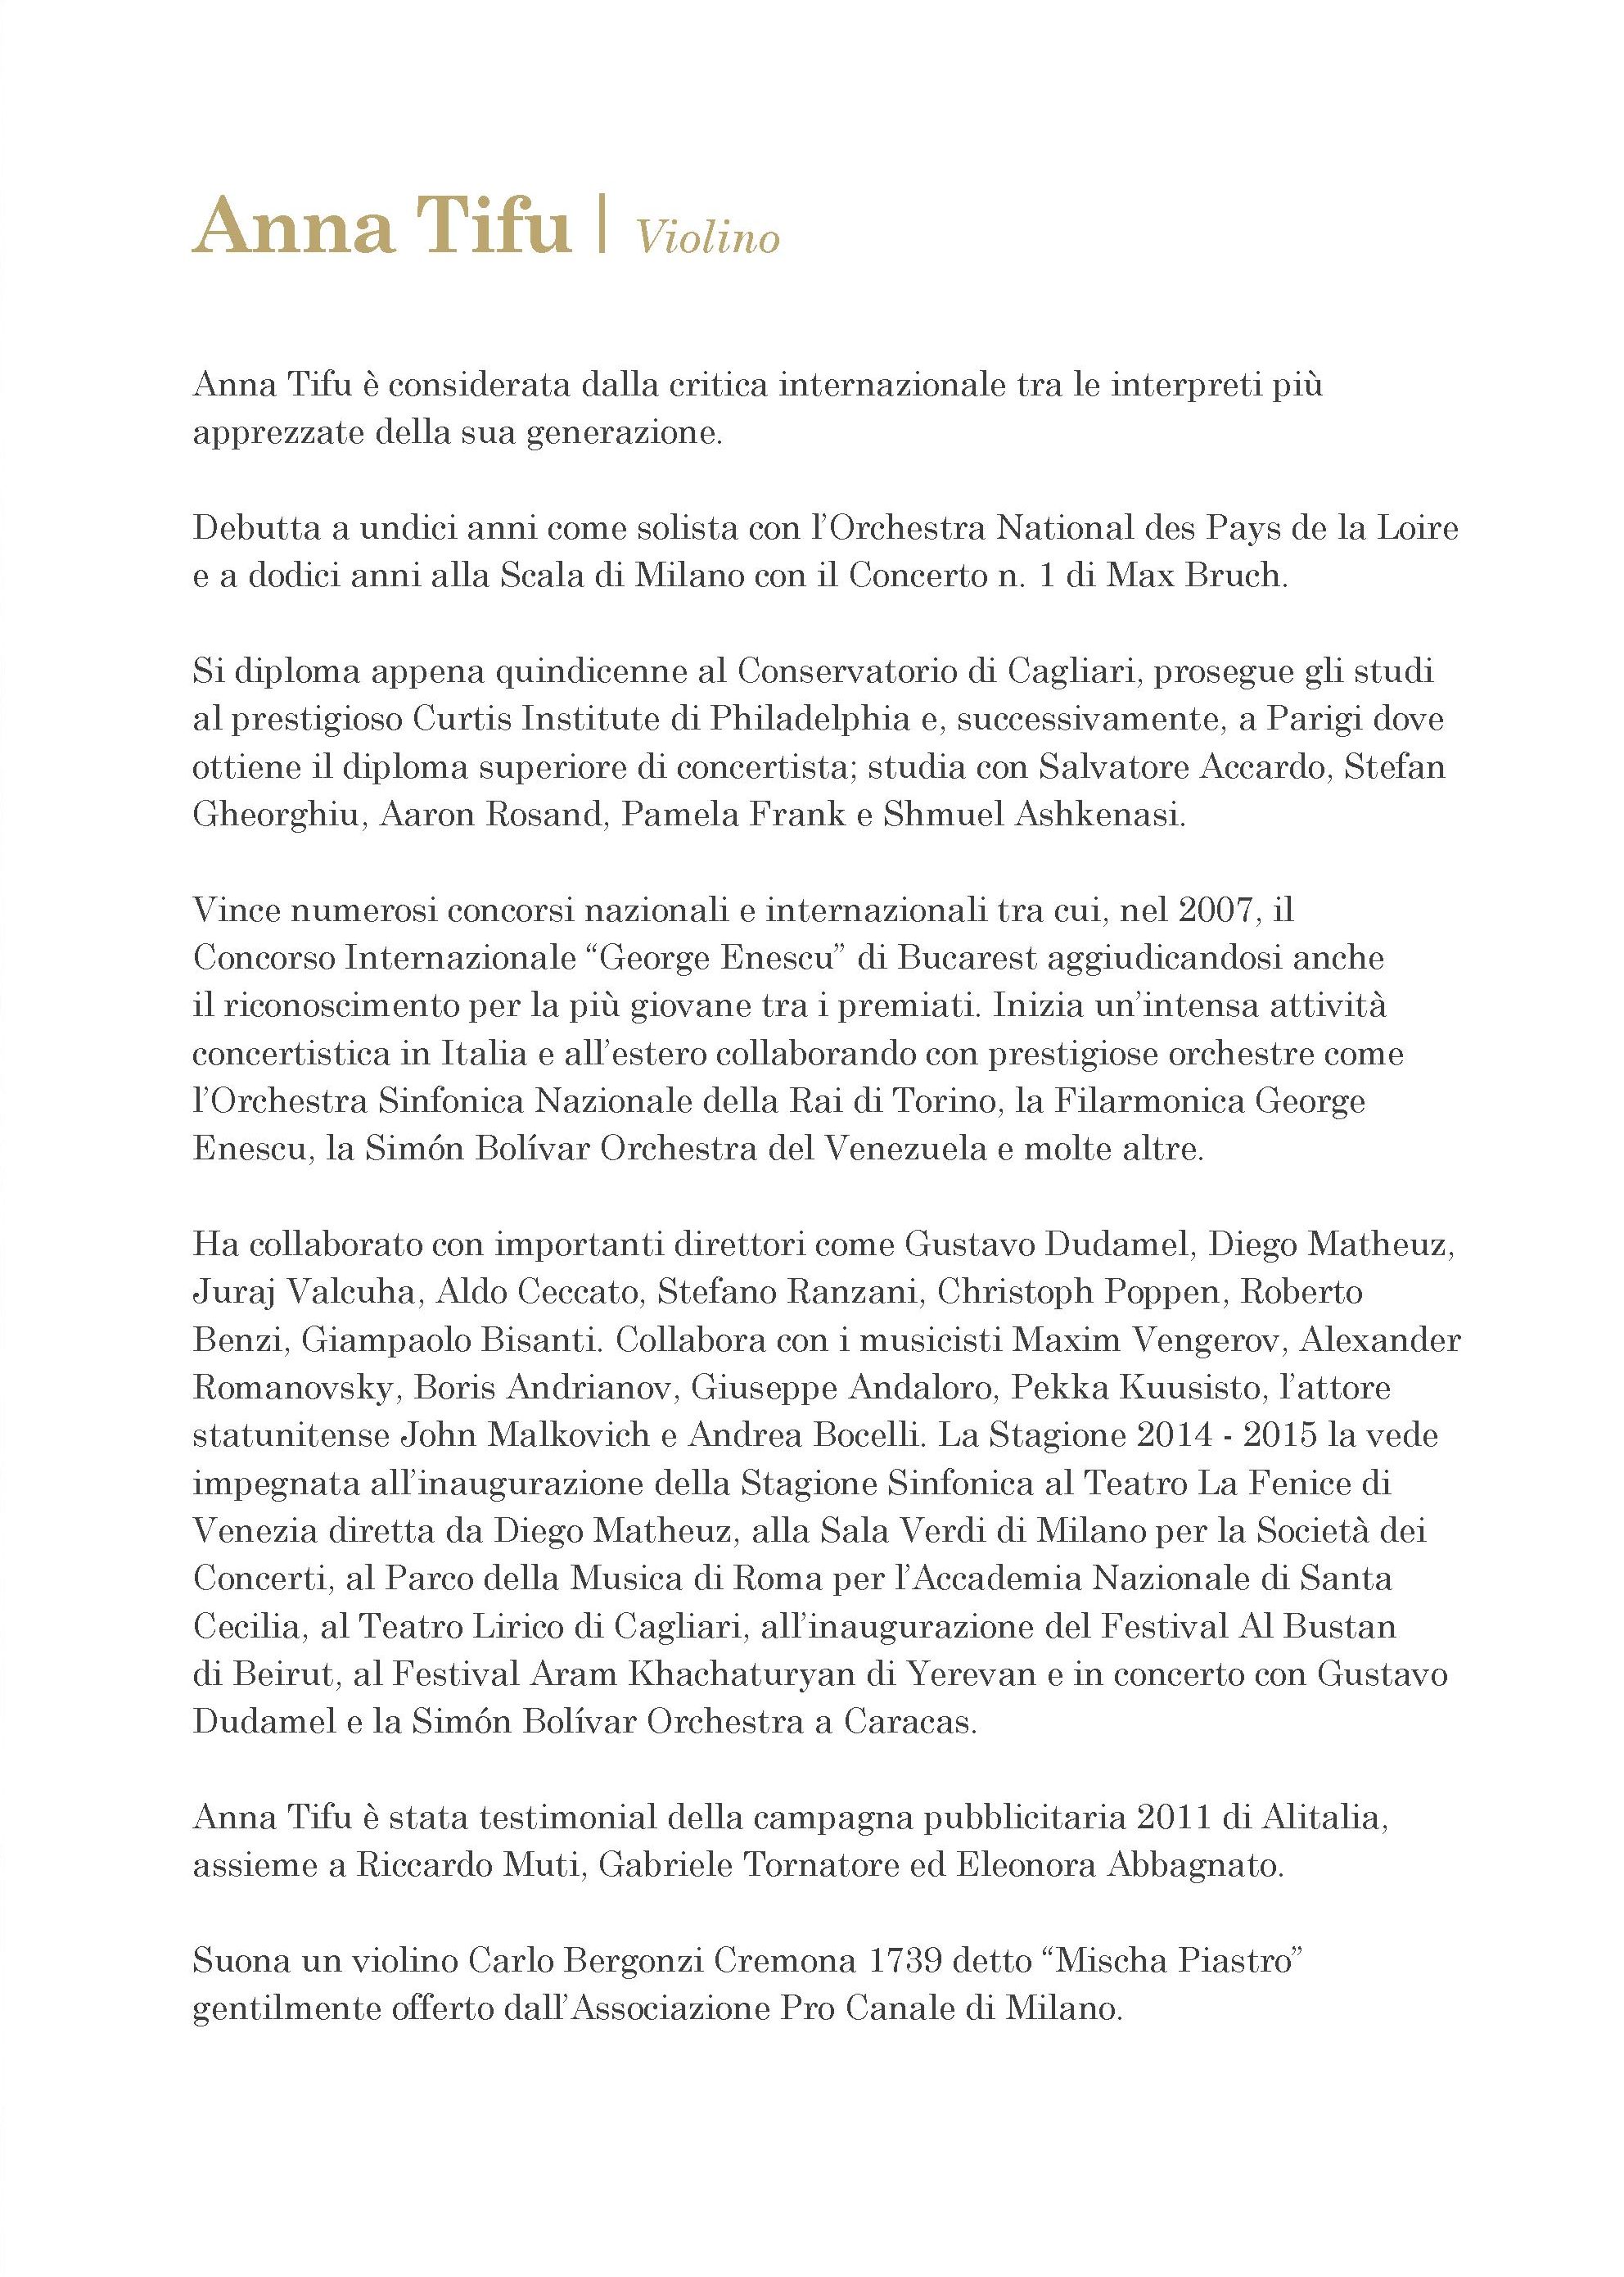 Anna Tifu | Violino
Anna Tifu è considerata dalla critica internazionale tra le interpreti più
apprezzate della sua generazione.
Debutta a undici anni come solista con l’Orchestra National des Pays de la Loire
e a dodici anni alla Scala di Milano con il Concerto n. 1 di Max Bruch.
Si diploma appena quindicenne al Conservatorio di Cagliari, prosegue gli studi
al prestigioso Curtis Institute di Philadelphia e, successivamente, a Parigi dove
ottiene il diploma superiore di concertista; studia con Salvatore Accardo, Stefan
Gheorghiu, Aaron Rosand, Pamela Frank e Shmuel Ashkenasi.
Vince numerosi concorsi nazionali e internazionali tra cui, nel 2007, il
Concorso Internazionale “George Enescu” di Bucarest aggiudicandosi anche
il riconoscimento per la più giovane tra i premiati. Inizia un’intensa attività
concertistica in Italia e all’estero collaborando con prestigiose orchestre come
l’Orchestra Sinfonica Nazionale della Rai di Torino, la Filarmonica George
Enescu, la Simón Bolívar Orchestra del Venezuela e molte altre.
Ha collaborato con importanti direttori come Gustavo Dudamel, Diego Matheuz,
Juraj Valcuha, Aldo Ceccato, Stefano Ranzani, Christoph Poppen, Roberto
Benzi, Giampaolo Bisanti. Collabora con i musicisti Maxim Vengerov, Alexander
Romanovsky, Boris Andrianov, Giuseppe Andaloro, Pekka Kuusisto, l’attore
statunitense John Malkovich e Andrea Bocelli. La Stagione 2014 - 2015 la vede
impegnata all’inaugurazione della Stagione Sinfonica al Teatro La Fenice di
Venezia diretta da Diego Matheuz, alla Sala Verdi di Milano per la Società dei
Concerti, al Parco della Musica di Roma per l’Accademia Nazionale di Santa
Cecilia, al Teatro Lirico di Cagliari, all’inaugurazione del Festival Al Bustan
di Beirut, al Festival Aram Khachaturyan di Yerevan e in concerto con Gustavo
Dudamel e la Simón Bolívar Orchestra a Caracas.
Anna Tifu è stata testimonial della campagna pubblicitaria 2011 di Alitalia,
assieme a Riccardo Muti, Gabriele Tornatore ed Eleonora Abbagnato.
Suona un violino Carlo Bergonzi Cremona 1739 detto “Mischa Piastro”
gentilmente offerto dall’Associazione Pro Canale di Milano.